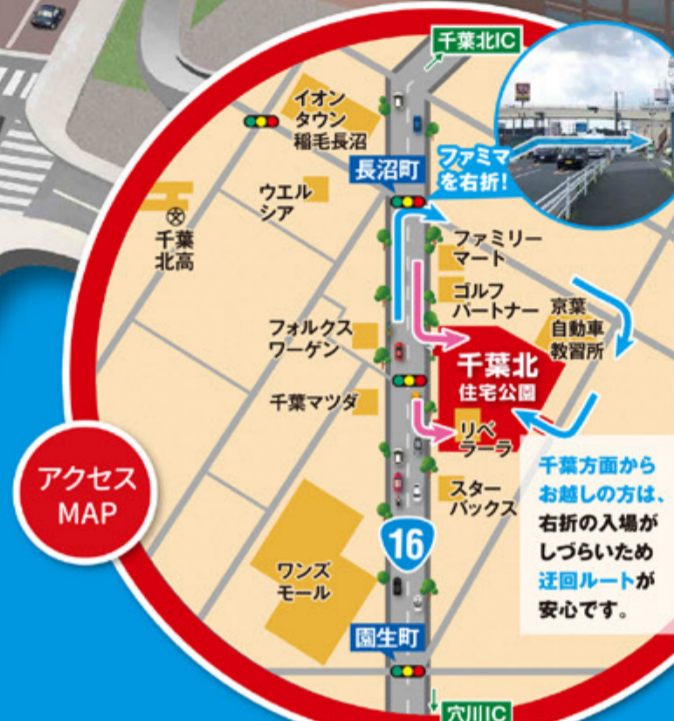 千葉北IC
イオン
タウン
稲毛長沼
長沼町
ファミマ
を右折!
ウエル
シア
文
千葉
北高
ファミリー
マート
ゴルフ
パートナー
京葉
自動車
教習所
フォルクス
ワーゲン
千葉北
住宅公園
千葉マツダ
リベ
ラーラ
アクセス
MAP
スター
バックス
千葉方面から
お越しの方は、
右折の入場が
しづらいため
迂回ルートが
安心です。
16
ワンズ
モール
園生町
穴川IC